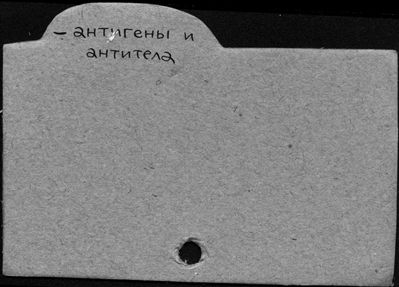 – антигены и
антитела